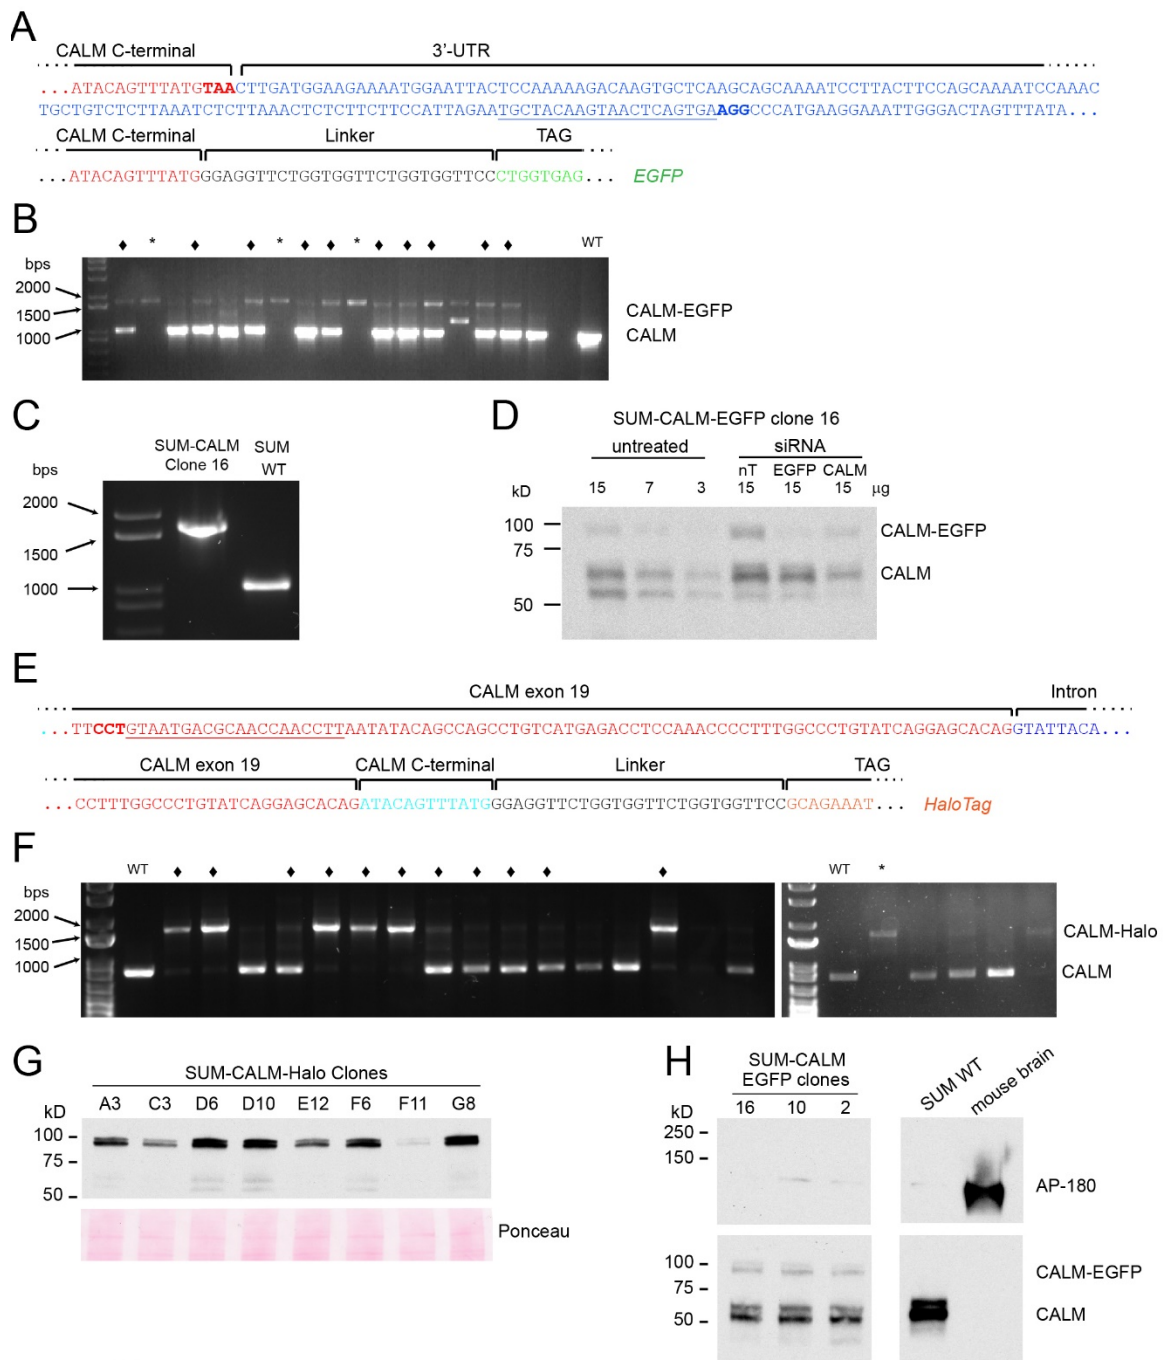 A
CALM C-terminal 3'-UTR
...ATACAGTTTATGTAACTTGATGGAAGAAAATGGAATTACTCCAAAAAGACAAGTGCTCAAGCAGCAAAATCCTTACTTCCAGCAAAATCCAAAC
TGCTGTCTCTTAAATCTCTTAAACTCTCTTCTTCCATTAGAATGCTACAAGTAACTCAGTGAAGGCCCATGAAGGAAATTGGGACTAGTTTATA...
CALM C-terminal Linker TAG
...ATACAGTTTATGGGAGGTTCTGGTGGTTCTGGTGGTTCCCTGGTGAG... EGFP
B
♦ * ♦ ♦ * ♦ ♦ * ♦ ♦ ♦ ♦ ♦ WT
bps
2000
1500
1000
CALM-EGFP
CALM
C
SUM-CALM Clone 16
SUM WT
bps
2000
1500
1000
D
SUM-CALM-EGFP clone 16
untreated siRNA
nT EGFP CALM
kD 15 7 3 15 15 15 µg
100
75
50
CALM-EGFP
CALM
E
CALM exon 19 Intron
...TTCCTGTAATGACGCAACCAACCTTAATATACAGCCAGCCTGTCATGAGACCTCCAAACCCCTTTGGCCCTGTATCAGGAGCACAGGTATTACA...
CALM exon 19 CALM C-terminal Linker TAG
...CCTTTGGCCCTGTATCAGGAGCACAGATACAGTTTATGGGAGGTTCTGGTGGTTCTGGTGGTTCCGCAGAAAT... HaloTag
F
WT ♦ ♦ ♦ ♦ ♦ ♦ ♦ ♦ ♦ ♦ ♦ WT *
bps
2000
1500
1000
CALM-Halo
CALM
G
SUM-CALM-Halo Clones
kD A3 C3 D6 D10 E12 F6 F11 G8
100
75
50
Ponceau
H
SUM-CALM
EGFP clones
kD 16 10 2
SUM WT
mouse brain
250
150
AP-180
100
75
50
CALM-EGFP
CALM